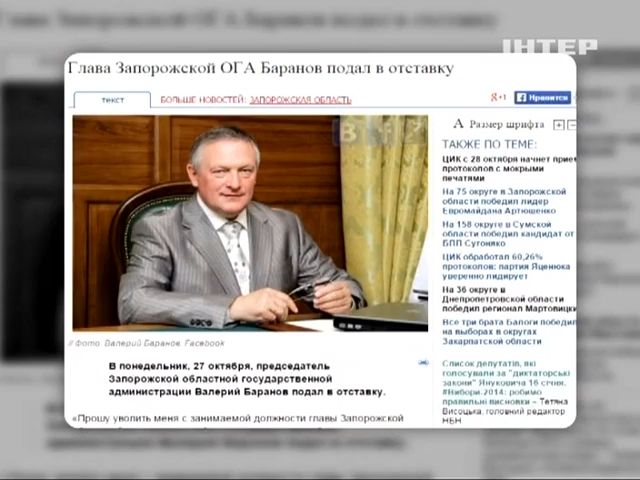 ІНТЕР
Глава Запорожской ОГА Баранов подал в отставку
текст
БОЛЬШЕ НОВОСТЕЙ: ЗАПОРОЖСКАЯ ОБЛАСТЬ
+1
Нравится
А Размер шрифта + -
ТАКЖЕ ПО ТЕМЕ:
ЦИК с 28 октября начнет прием
протоколов с мокрыми
печатями
На 75 округе в Запорожской
области победил лидер
Евромайдана Артюшенко
На 158 округе в Сумской
области победил кандидат от
БПП Сугоняко
ЦИК обработал 60,26%
протоколов: партия Яценюка
уверенно лидирует
На 36 округе в
Днепропетровской области
победил регионал Мартовицки
Все три брата Балоги победил
на выборах в округах
Закарпатской области
Список депутатів, які
голосували за "диктаторські
закони" Януковича 16 січня.
#Вибори-2014: робимо
правильні висновки – Тетяна
Висоцька, головний редактор
НБН
// Фото: Валерий Баранов, Facebook
В понедельник, 27 октября, председатель
Запорожской областной государственной
администрации Валерий Баранов подал в отставку.
«Прошу уволить меня с занимаемой должности главы Запорожской